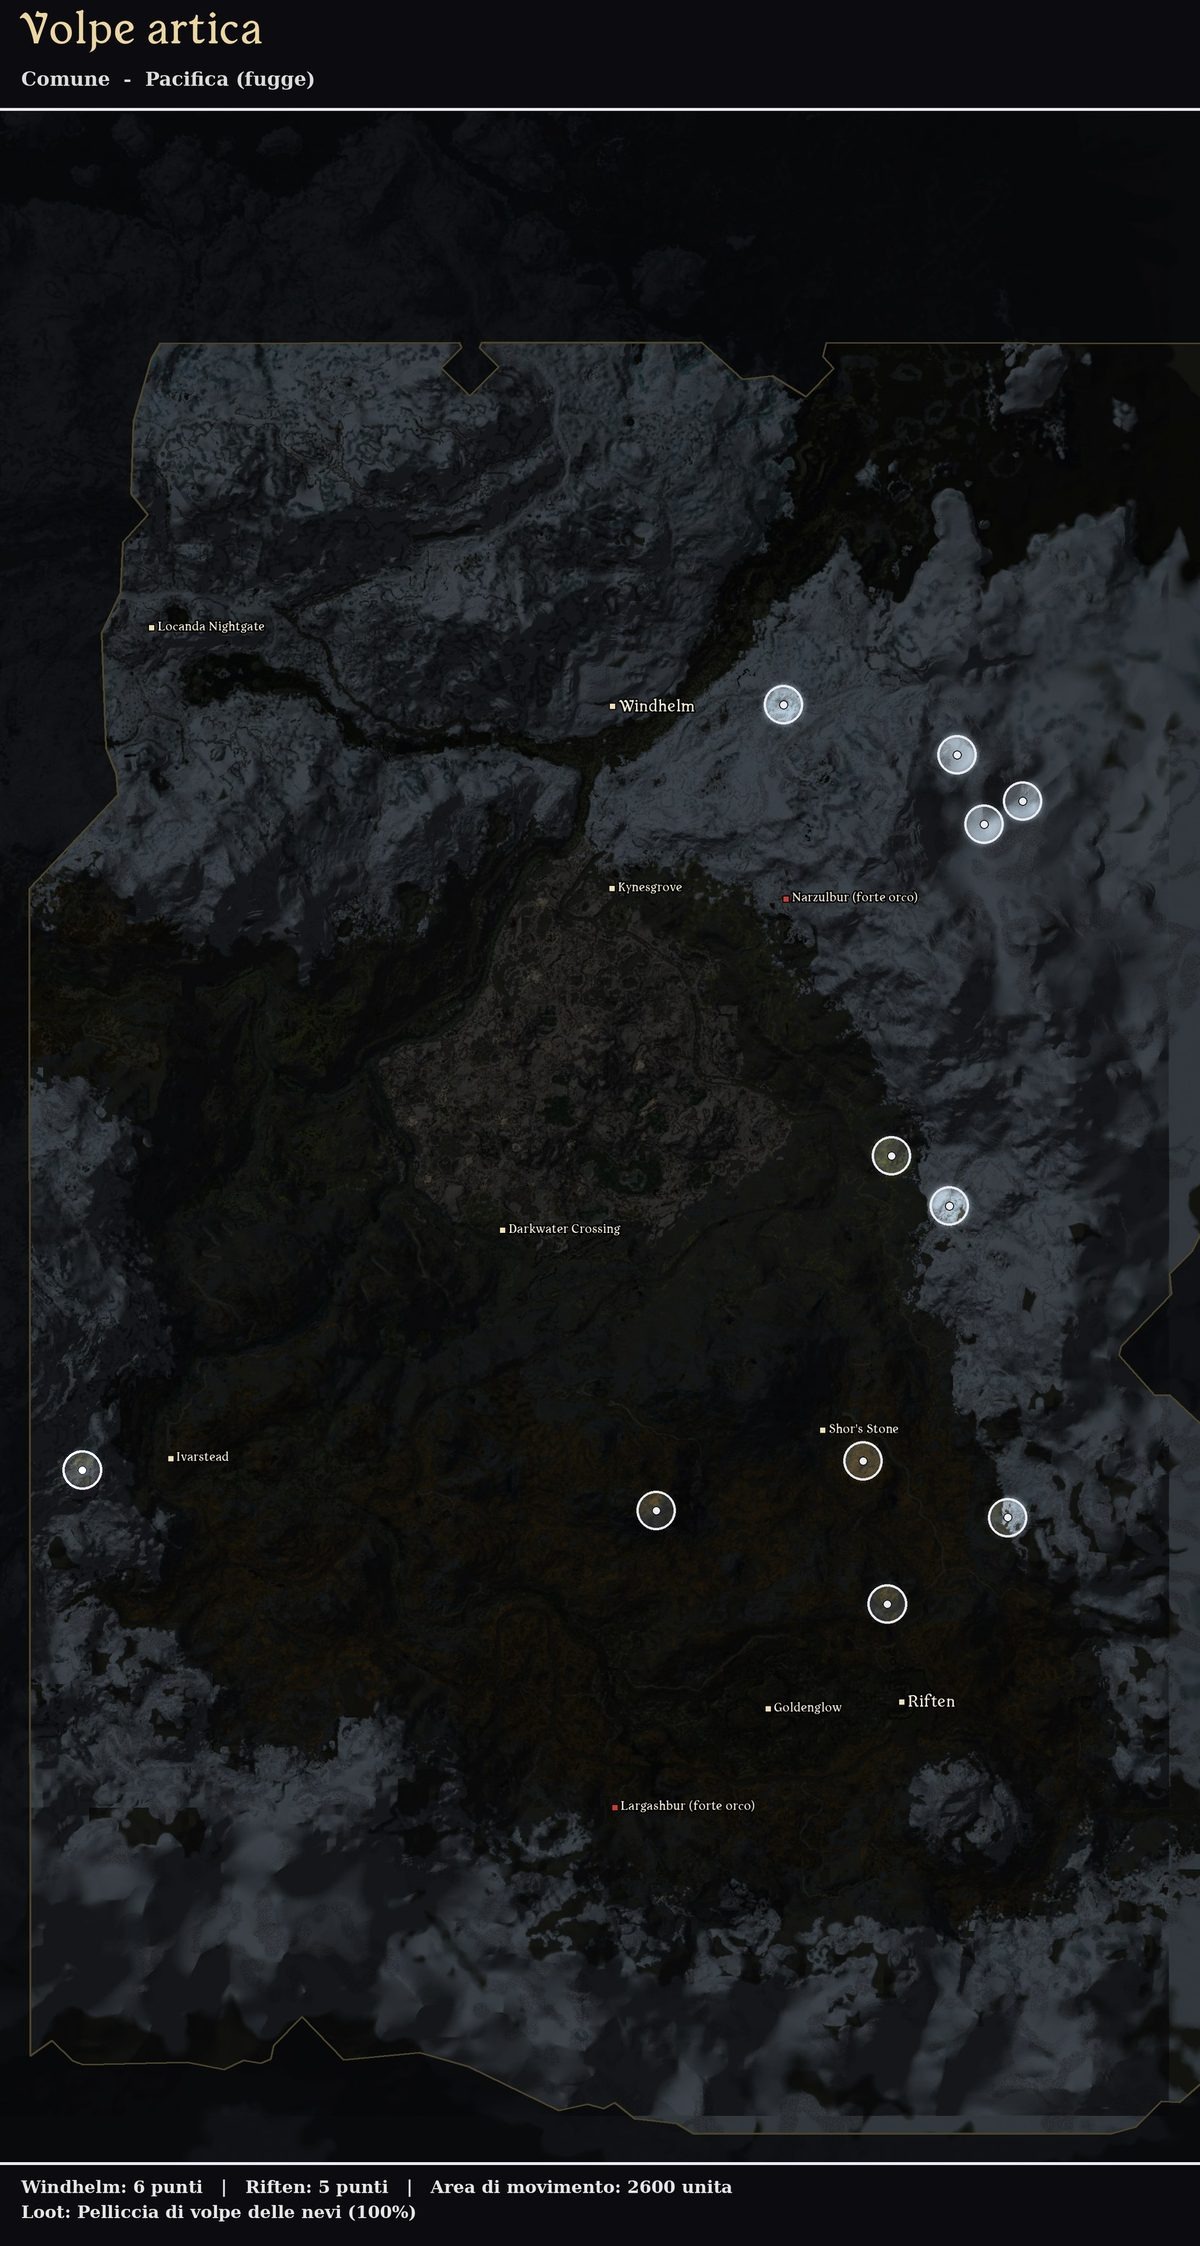 Volpe artica
Comune - Pacifica (fugge)
Locanda Nightgate
Windhelm
Kynesgrove
Narzulbur (forte orco)
Darkwater Crossing
Shor's Stone
Ivarstead
Riften
Goldenglow
Largashbur (forte orco)
Windhelm: 6 punti | Riften: 5 punti | Area di movimento: 2600 unita
Loot: Pelliccia di volpe delle nevi (100%)